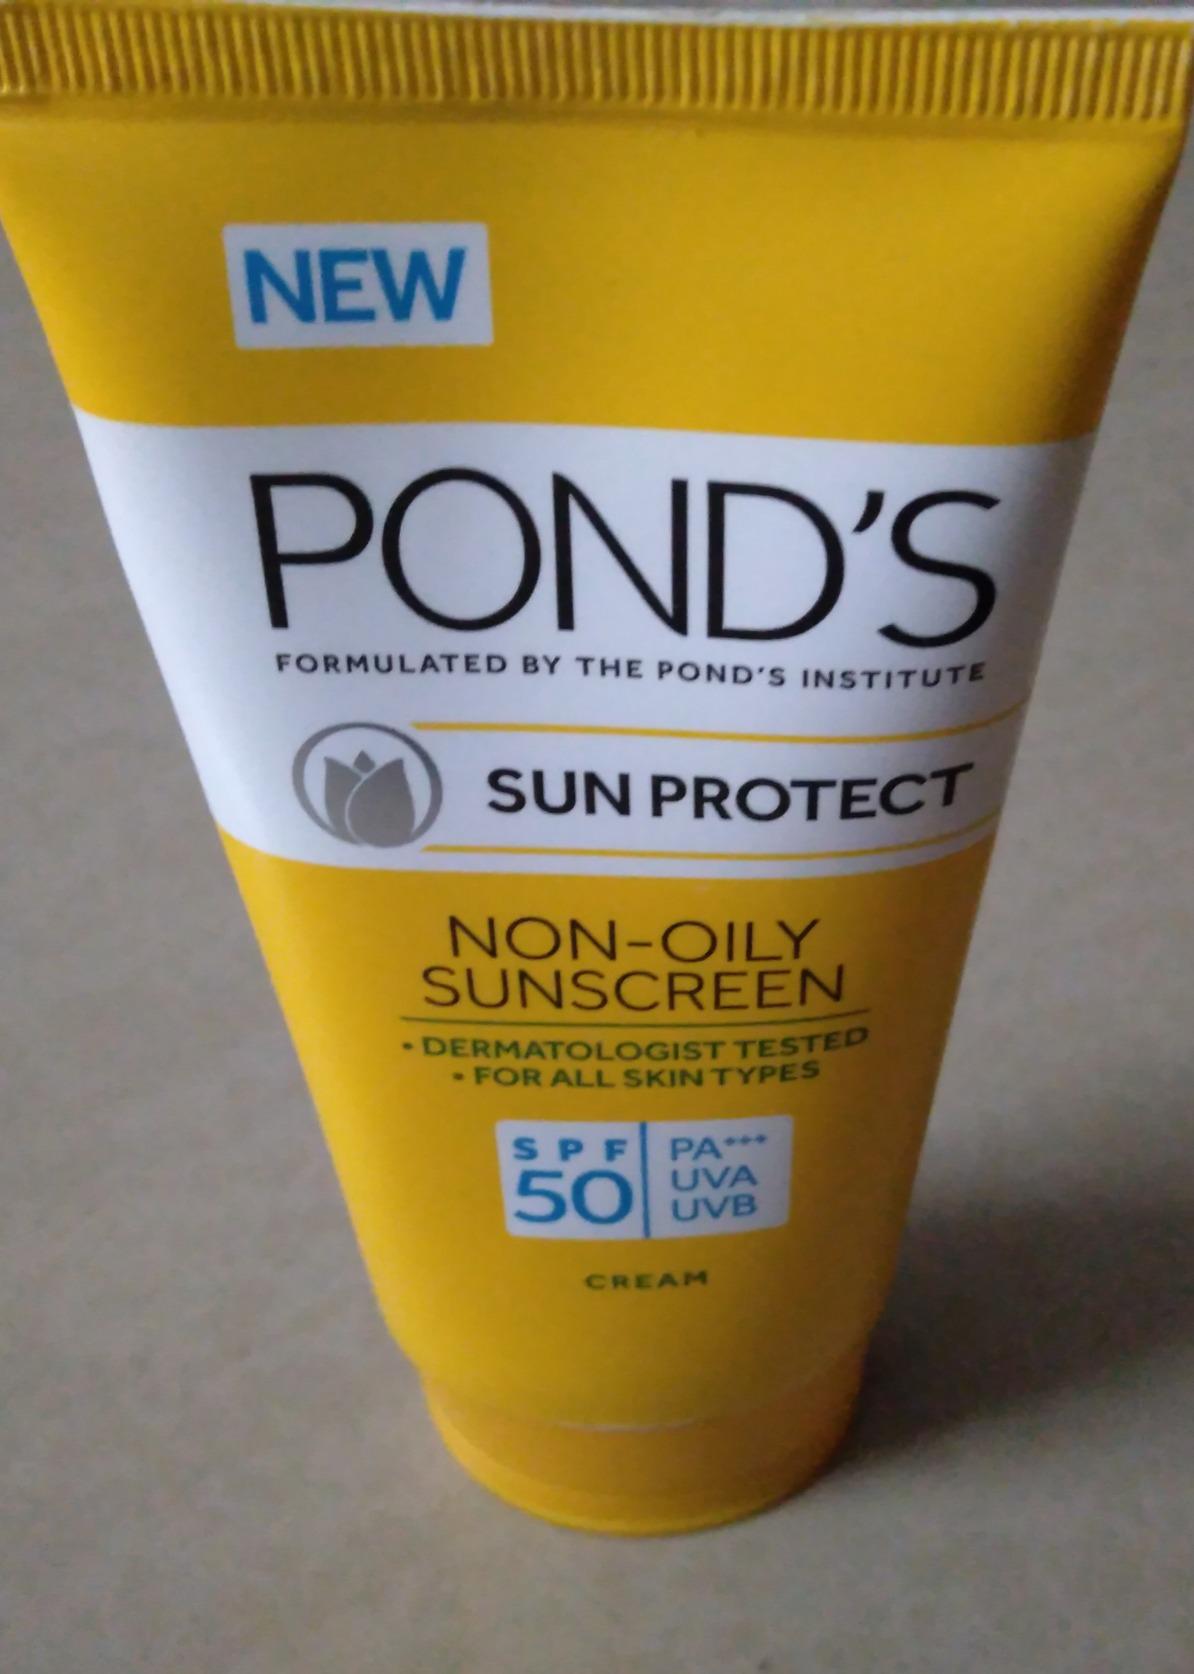 NEW
POND'S
FORMULATED BY THE POND'S INSTITUTE
SUN PROTECT
NON-OILY
SUNSCREEN
• DERMATOLOGIST TESTED
• FOR ALL SKIN TYPES
SPF
50
PA+++
UVA
UVB
CREAM